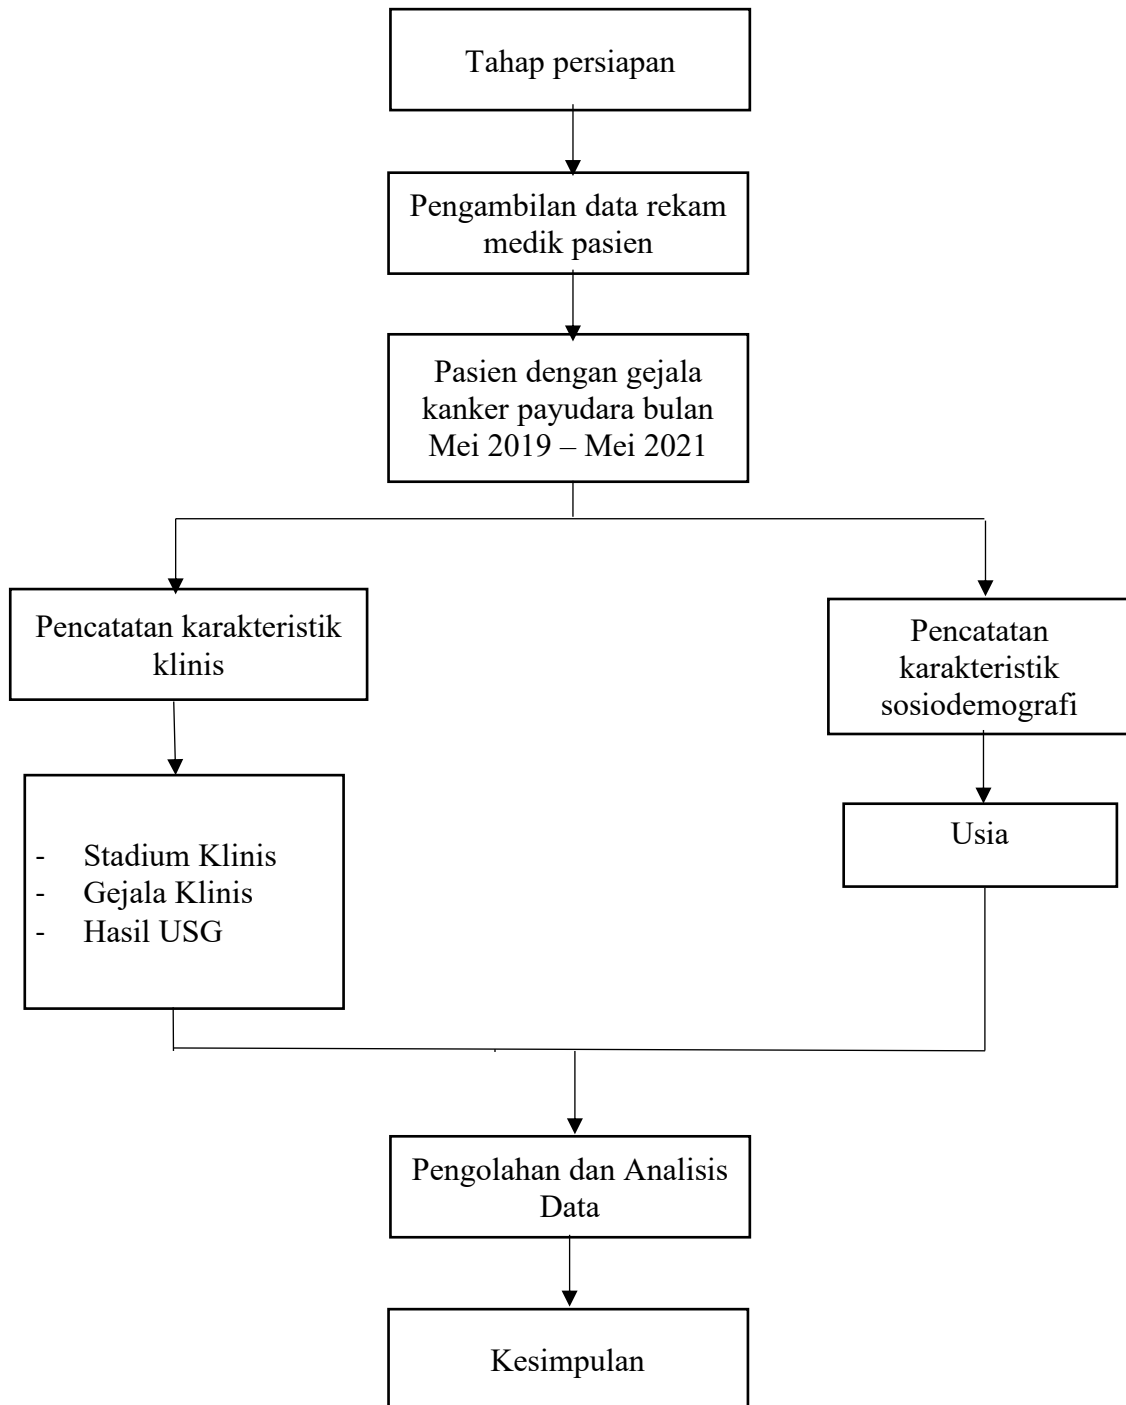 Tahap persiapan
Pengambilan data rekam
medik pasien
Pasien dengan gejala
kanker payudara bulan
Mei 2019 – Mei 2021
Pencatatan karakteristik
klinis
Pencatatan
karakteristik
sosiodemografi
- Stadium Klinis
- Gejala Klinis
- Hasil USG
Usia
Pengolahan dan Analisis
Data
Kesimpulan